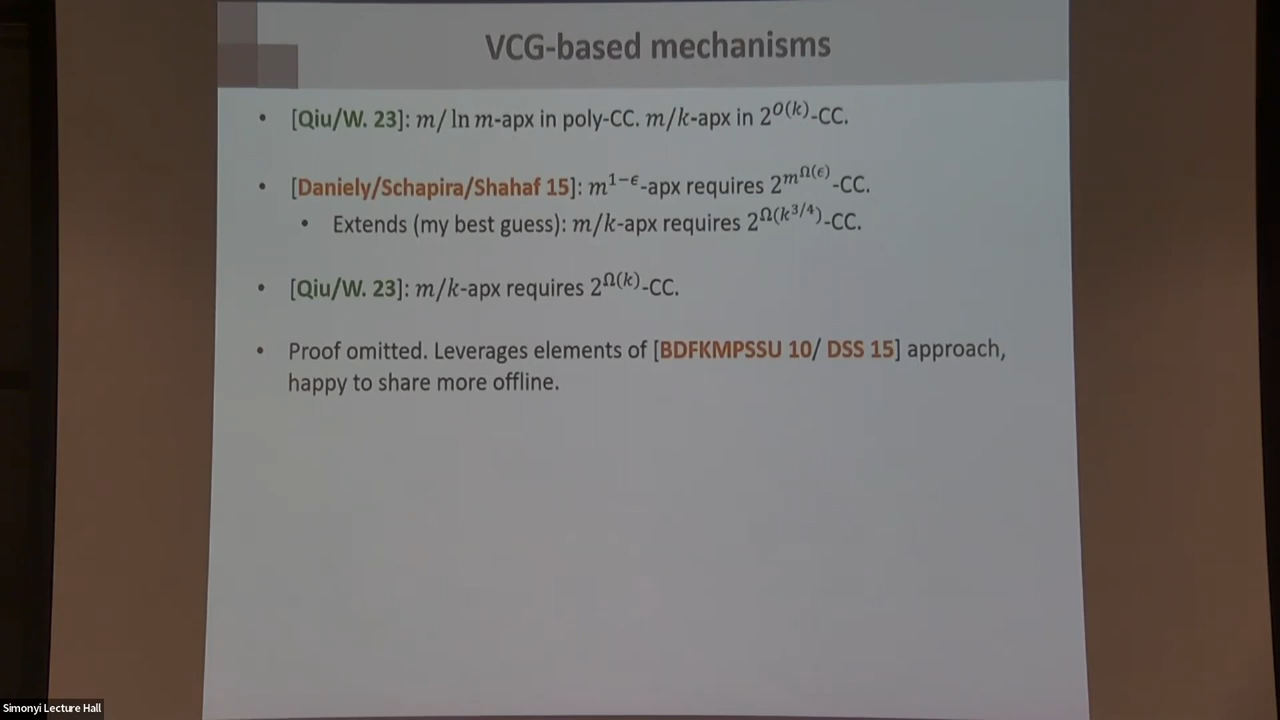 VCG-based mechanisms
• [Qiu/W. 23]: m/ ln m-apx in poly-CC. m/k-apx in 2^{O(k)}-CC.
• [Daniely/Schapira/Shahaf 15]: m^{1−ϵ}-apx requires 2^{m^{Ω(ϵ)}}-CC.
• Extends (my best guess): m/k-apx requires 2^{Ω(k^{3/4})}-CC.
• [Qiu/W. 23]: m/k-apx requires 2^{Ω(k)}-CC.
• Proof omitted. Leverages elements of [BDFKMPSSU 10/ DSS 15] approach,
happy to share more offline.
Simonyi Lecture Hall